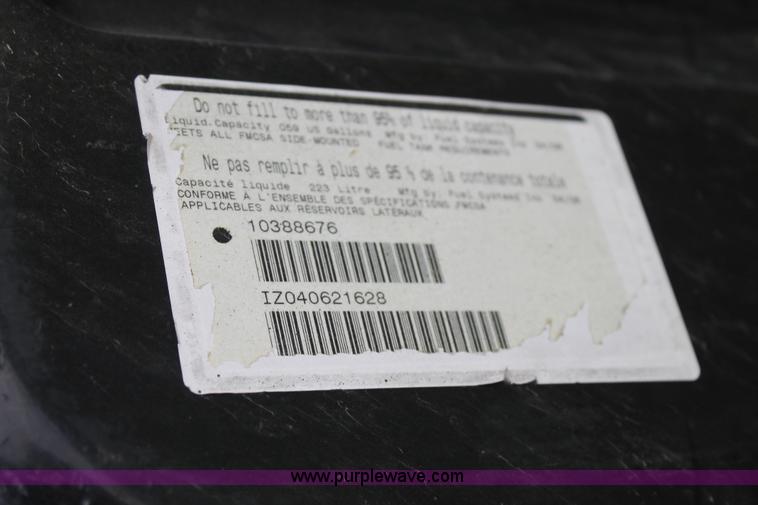 Do not fill to more than 95% of liquid capacity
Liquid.Capacity 059 US Gallons Mfg by: Fuel Systems Inc
MEETS ALL FMCSA SIDE-MOUNTED FUEL TANK REQUIREMENTS
Ne pas remplir à plus de 95 % de la contenance totale
Capacité liquide 223 Litre Mfg by: Fuel Systems Inc
CONFORME À L'ENSEMBLE DES SPÉCIFICATIONS FMCSA
APPLICABLES AUX RÉSERVOIRS LATÉRAUX
10388676
IZ040621628
www.purplewave.com